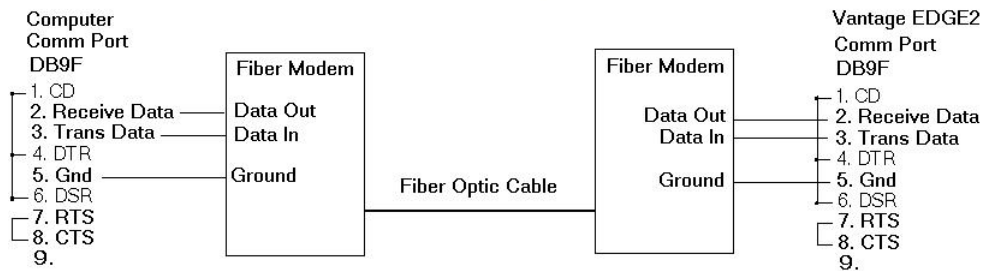 Computer
Comm Port
DB9F
1. CD
2. Receive Data
3. Trans Data
4. DTR
5. Gnd
6. DSR
7. RTS
8. CTS
9.
Fiber Modem
Data Out
Data In
Ground
Fiber Optic Cable
Fiber Modem
Data Out
Data In
Ground
Vantage EDGE2
Comm Port
DB9F
1. CD
2. Receive Data
3. Trans Data
4. DTR
5. Gnd
6. DSR
7. RTS
8. CTS
9.